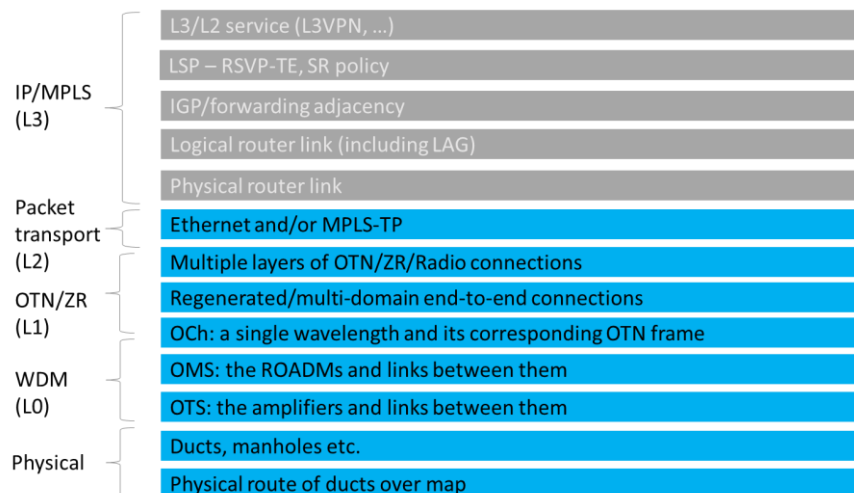 L3/L2 service (L3VPN, …)
LSP – RSVP-TE, SR policy
IP/MPLS
(L3)
IGP/forwarding adjacency
Logical router link (including LAG)
Physical router link
Packet
transport
(L2)
Ethernet and/or MPLS-TP
Multiple layers of OTN/ZR/Radio connections
OTN/ZR
(L1)
Regenerated/multi-domain end-to-end connections
OCh: a single wavelength and its corresponding OTN frame
WDM
(L0)
OMS: the ROADMs and links between them
OTS: the amplifiers and links between them
Physical
Ducts, manholes etc.
Physical route of ducts over map